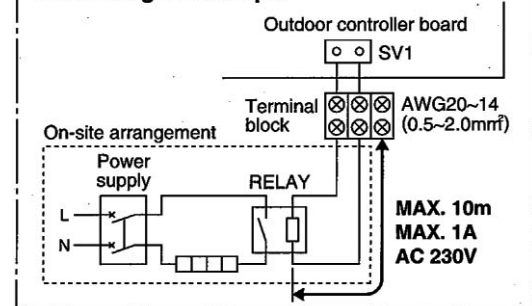 Outdoor controller board
SV1
Terminal block
AWG20~14
(0.5~2.0mm²)
On-site arrangement
Power supply
RELAY
L
N
MAX. 10m
MAX. 1A
AC 230V